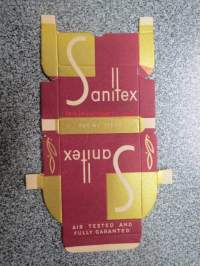 Sanitex
Sanitex
AIR TESTED AND
FULLY GARANTED